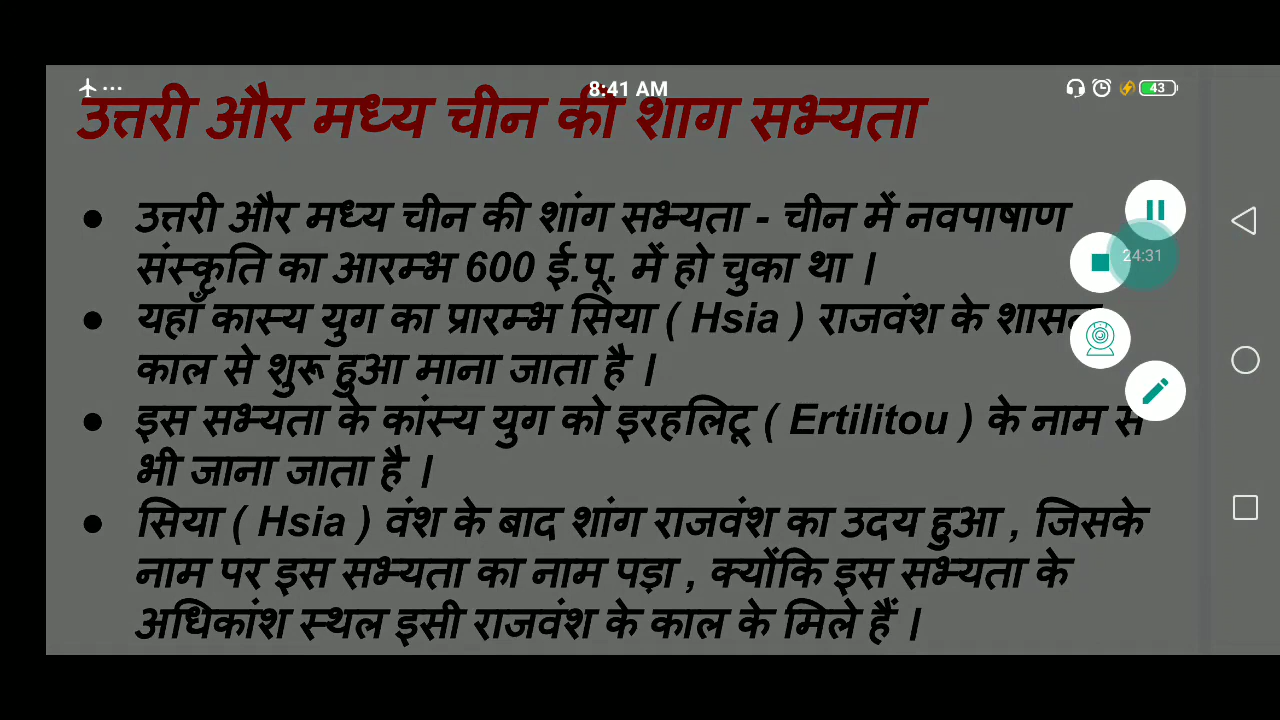 8:41 AM
43
उत्तरी और मध्य चीन की शाग सभ्यता
● उत्तरी और मध्य चीन की शांग सभ्यता - चीन में नवपाषाण
संस्कृति का आरम्भ 600 ई.पू. में हो चुका था ।
● यहाँ कास्य युग का प्रारम्भ सिया ( Hsia ) राजवंश के शासन
काल से शुरू हुआ माना जाता है ।
● इस सभ्यता के कांस्य युग को इरहलिटू ( Ertilitou ) के नाम से
भी जाना जाता है ।
● सिया ( Hsia ) वंश के बाद शांग राजवंश का उदय हुआ , जिसके
नाम पर इस सभ्यता का नाम पड़ा , क्योंकि इस सभ्यता के
अधिकांश स्थल इसी राजवंश के काल के मिले हैं ।
24:31